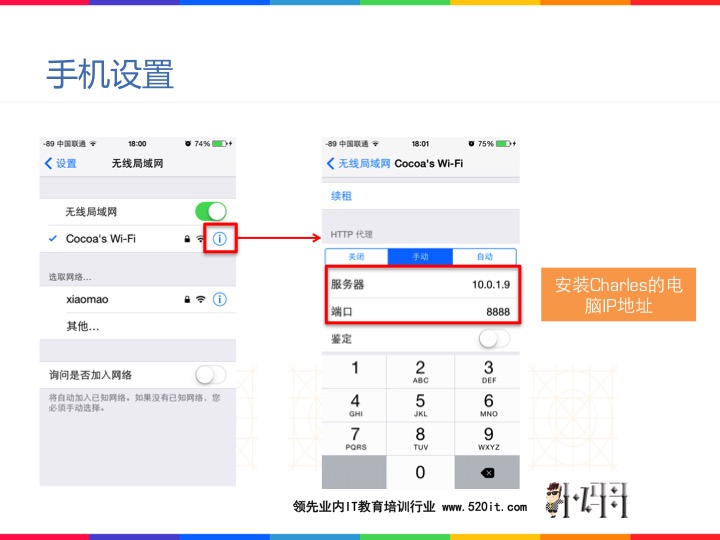 手机设置
-89 中国联通 18:00 74%
设置 无线局域网
无线局域网
Cocoa's Wi-Fi
选取网络...
xiaomao
其他...
询问是否加入网络
将自动加入已知网络。如果没有已知网络，您
必须手动选择。
-89 中国联通 18:01 75%
无线局域网 Cocoa's Wi-Fi
续租
HTTP 代理
关闭 手动 自动
服务器 10.0.1.9
端口 8888
鉴定
1 2 3
ABC DEF
4 5 6
GHI JKL MNO
7 8 9
PQRS TUV WXYZ
0
安装Charles的电
脑IP地址
领先业内IT教育培训行业 www.520it.com
小码哥